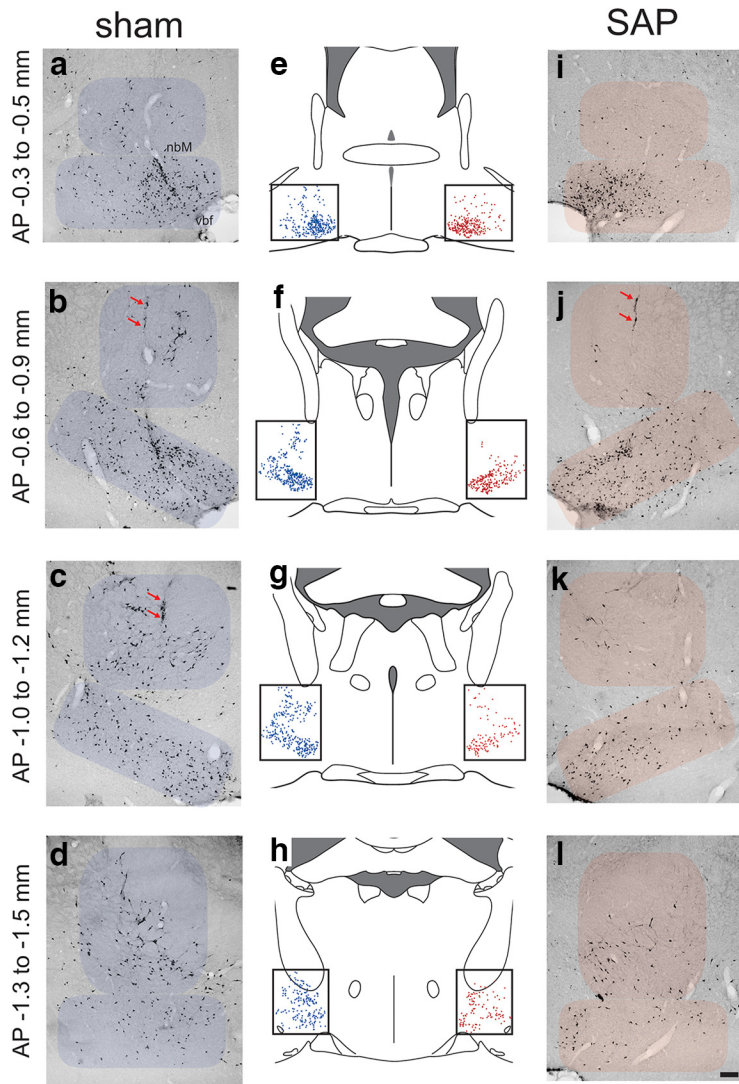 sham
SAP
AP -0.3 to -0.5 mm
a
nbM
vbf
e
i
AP -0.6 to -0.9 mm
b
f
j
AP -1.0 to -1.2 mm
c
g
k
AP -1.3 to -1.5 mm
d
h
l